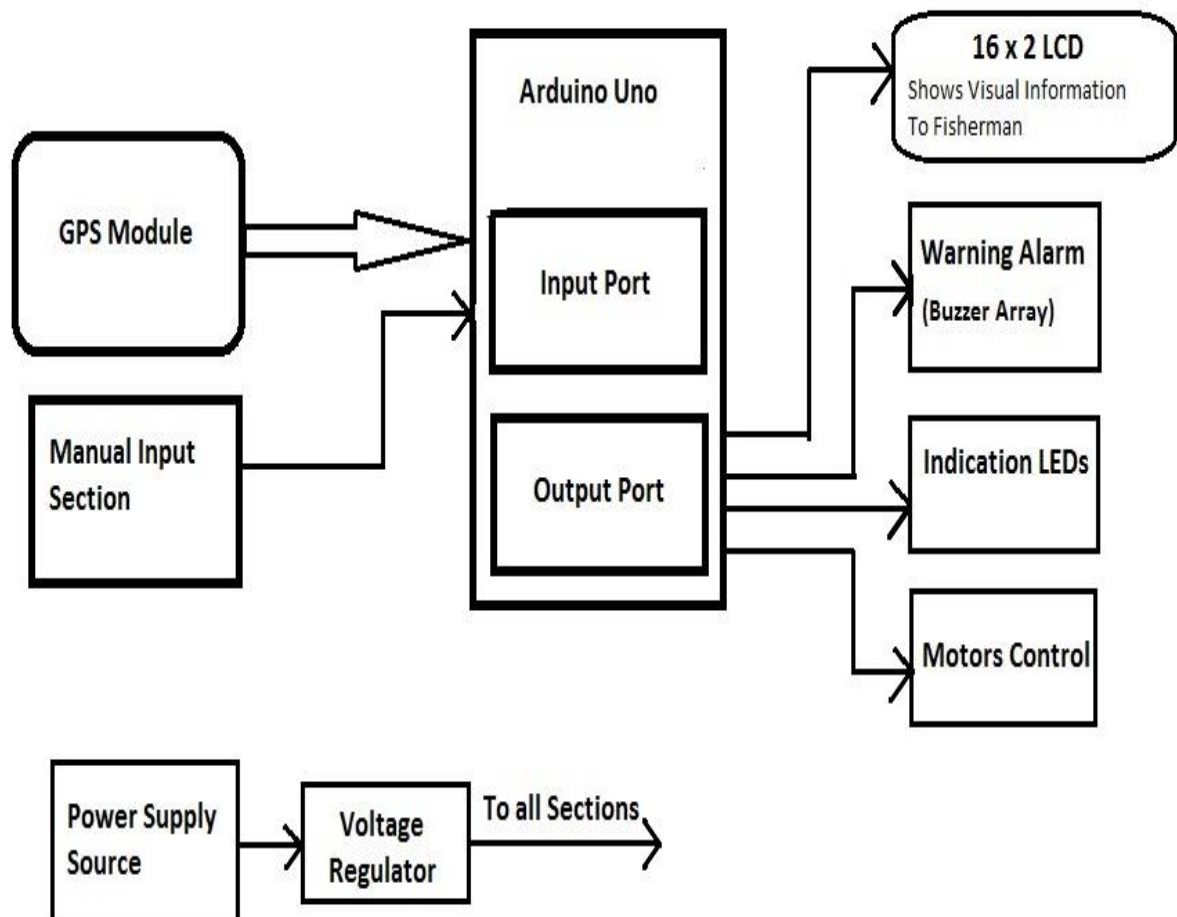 GPS Module
Manual Input
Section
Arduino Uno
Input Port
Output Port
16 x 2 LCD
Shows Visual Information
To Fisherman
Warning Alarm
(Buzzer Array)
Indication LEDs
Motors Control
Power Supply
Source
Voltage
Regulator
To all Sections